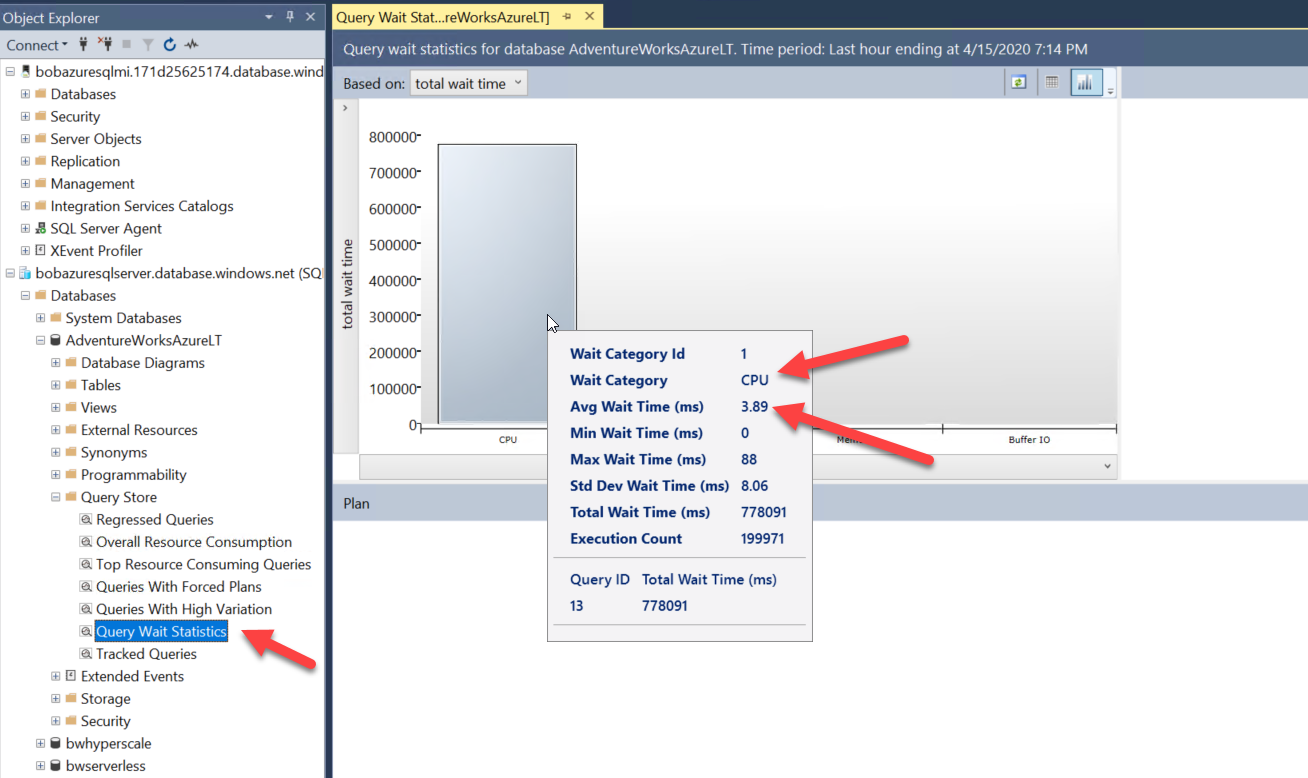 Object Explorer
Connect
bobazuresqlmi.171d25625174.database.wind
Databases
Security
Server Objects
Replication
Management
Integration Services Catalogs
SQL Server Agent
XEvent Profiler
bobazuresqlserver.database.windows.net (SQ
Databases
System Databases
AdventureWorksAzureLT
Database Diagrams
Tables
Views
External Resources
Synonyms
Programmability
Query Store
Regressed Queries
Overall Resource Consumption
Top Resource Consuming Queries
Queries With Forced Plans
Queries With High Variation
Query Wait Statistics
Tracked Queries
Extended Events
Storage
Security
bwhyperscale
bwserverless
Query Wait Stat...reWorksAzureLT]
Query wait statistics for database AdventureWorksAzureLT. Time period: Last hour ending at 4/15/2020 7:14 PM
Based on: total wait time
total wait time
800000
700000
600000
500000
400000
300000
200000
100000
0
CPU
Buffer IO
Wait Category Id 1
Wait Category CPU
Avg Wait Time (ms) 3.89
Min Wait Time (ms) 0
Max Wait Time (ms) 88
Std Dev Wait Time (ms) 8.06
Total Wait Time (ms) 778091
Execution Count 199971
Query ID Total Wait Time (ms)
13 778091
Plan